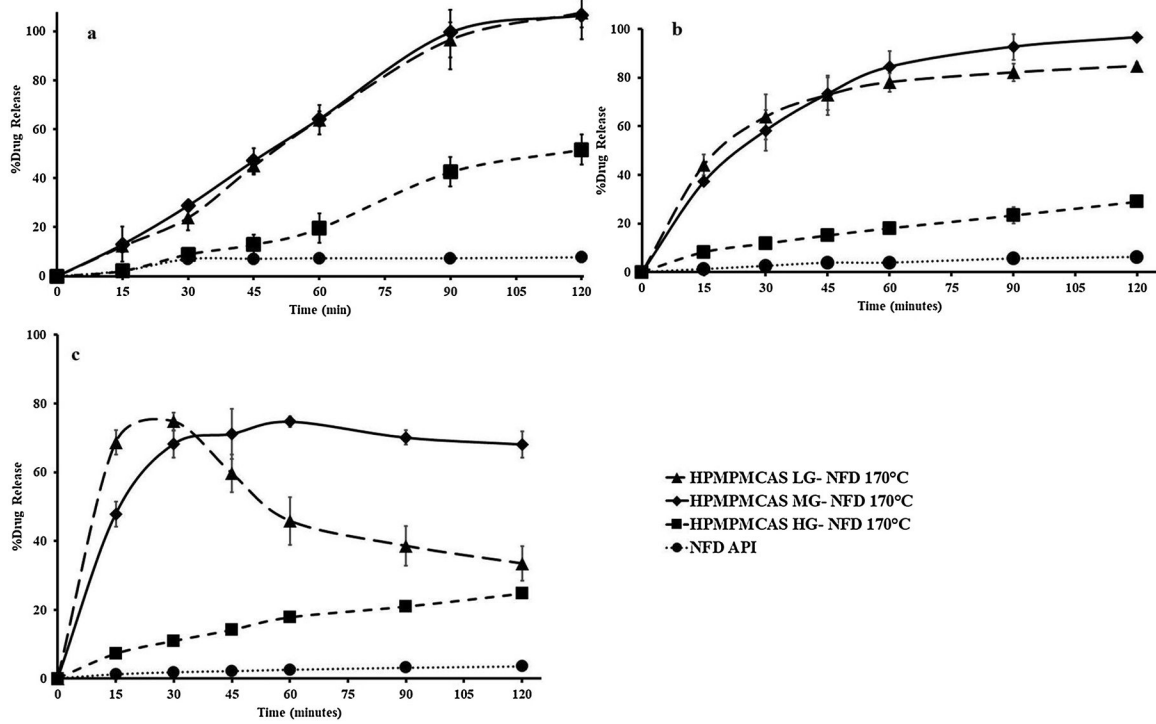 a
%Drug Release
100
80
60
40
20
0
0 15 30 45 60 75 90 105 120
Time (min)
b
%Drug Release
100
80
60
40
20
0
0 15 30 45 60 75 90 105 120
Time (minutes)
c
%Drug Release
100
80
60
40
20
0
0 15 30 45 60 75 90 105 120
Time (minutes)
HPMPMCAS LG- NFD 170°C
HPMPMCAS MG- NFD 170°C
HPMPMCAS HG- NFD 170°C
NFD API